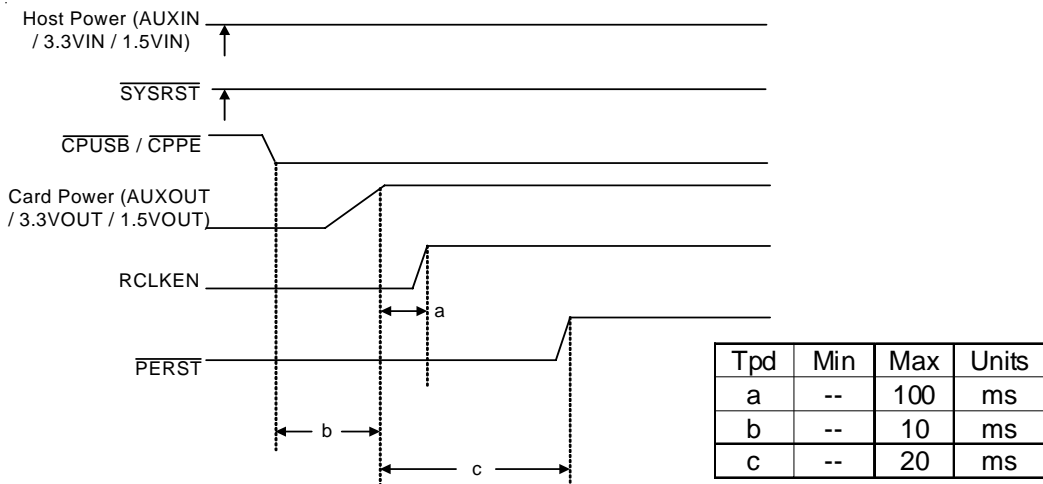 Host Power (AUXIN
/ 3.3VIN / 1.5VIN)
SYSRST
CPUSB / CPPE
Card Power (AUXOUT
/ 3.3VOUT / 1.5VOUT)
RCLKEN
a
PERST
b
c
Tpd Min Max Units
a -- 100 ms
b -- 10 ms
c -- 20 ms